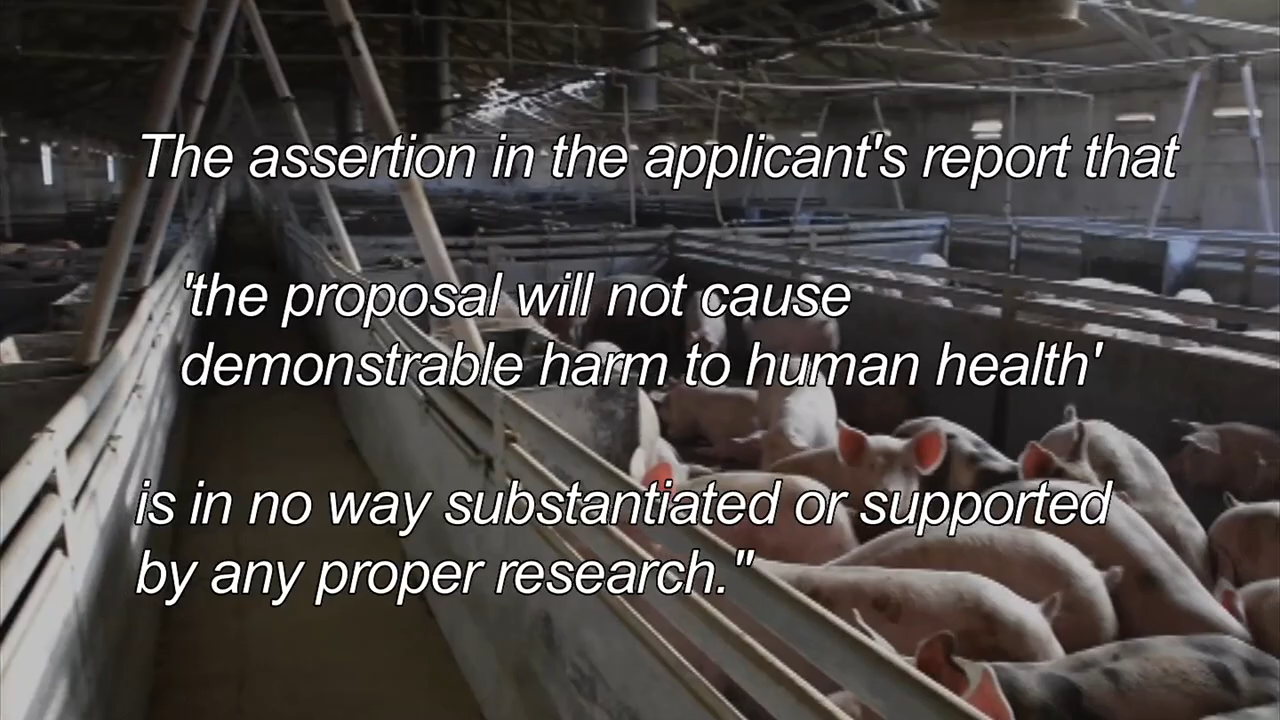 The assertion in the applicant's report that
'the proposal will not cause
demonstrable harm to human health'
is in no way substantiated or supported
by any proper research."